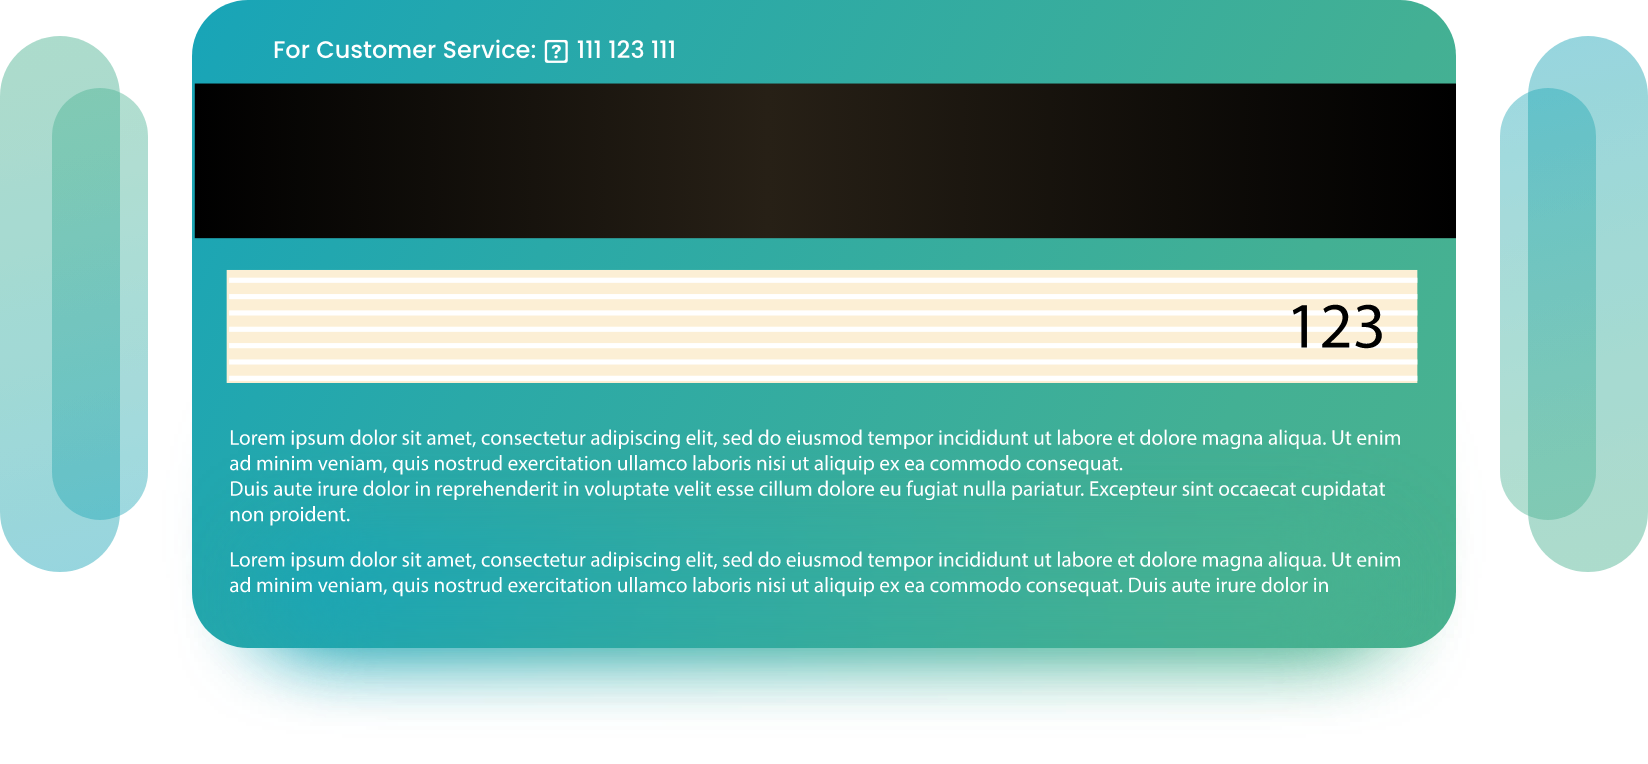 For Customer Service: ⍰ 111 123 111
123
Lorem ipsum dolor sit amet, consectetur adipiscing elit, sed do eiusmod tempor incididunt ut labore et dolore magna aliqua. Ut enim
ad minim veniam, quis nostrud exercitation ullamco laboris nisi ut aliquip ex ea commodo consequat.
Duis aute irure dolor in reprehenderit in voluptate velit esse cillum dolore eu fugiat nulla pariatur. Excepteur sint occaecat cupidatat
non proident.
Lorem ipsum dolor sit amet, consectetur adipiscing elit, sed do eiusmod tempor incididunt ut labore et dolore magna aliqua. Ut enim
ad minim veniam, quis nostrud exercitation ullamco laboris nisi ut aliquip ex ea commodo consequat. Duis aute irure dolor in